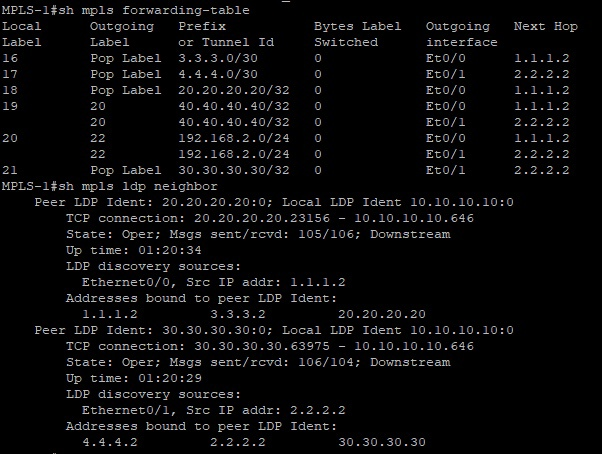 MPLS-1#sh mpls forwarding-table
Local      Outgoing   Prefix           Bytes Label   Outgoing   Next Hop
Label      Label      or Tunnel Id     Switched      interface
16         Pop Label  3.3.3.0/30       0             Et0/0      1.1.1.2
17         Pop Label  4.4.4.0/30       0             Et0/1      2.2.2.2
18         Pop Label  20.20.20.20/32   0             Et0/0      1.1.1.2
19         20         40.40.40.40/32   0             Et0/0      1.1.1.2
           20         40.40.40.40/32   0             Et0/1      2.2.2.2
20         22         192.168.2.0/24   0             Et0/0      1.1.1.2
           22         192.168.2.0/24   0             Et0/1      2.2.2.2
21         Pop Label  30.30.30.30/32   0             Et0/1      2.2.2.2
MPLS-1#sh mpls ldp neighbor
    Peer LDP Ident: 20.20.20.20:0; Local LDP Ident 10.10.10.10:0
        TCP connection: 20.20.20.20.23156 - 10.10.10.10.646
        State: Oper; Msgs sent/rcvd: 105/106; Downstream
        Up time: 01:20:34
        LDP discovery sources:
          Ethernet0/0, Src IP addr: 1.1.1.2
        Addresses bound to peer LDP Ident:
          1.1.1.2         3.3.3.2         20.20.20.20
    Peer LDP Ident: 30.30.30.30:0; Local LDP Ident 10.10.10.10:0
        TCP connection: 30.30.30.30.63975 - 10.10.10.10.646
        State: Oper; Msgs sent/rcvd: 106/104; Downstream
        Up time: 01:20:29
        LDP discovery sources:
          Ethernet0/1, Src IP addr: 2.2.2.2
        Addresses bound to peer LDP Ident:
          4.4.4.2         2.2.2.2         30.30.30.30